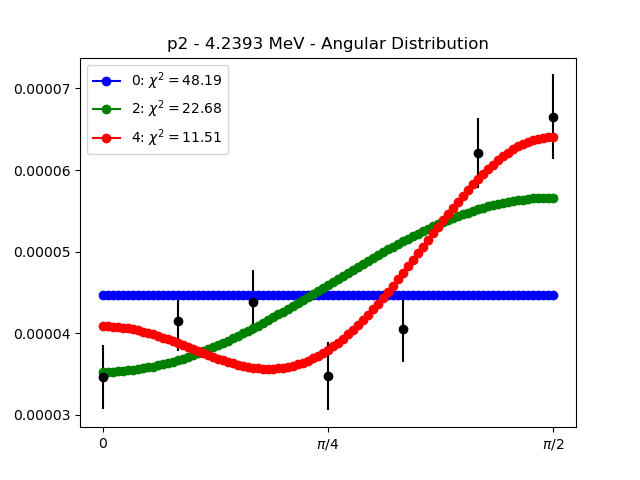 p2 - 4.2393 MeV - Angular Distribution
0: χ² = 48.19
2: χ² = 22.68
4: χ² = 11.51
0.00007
0.00006
0.00005
0.00004
0.00003
0 π/4 π/2